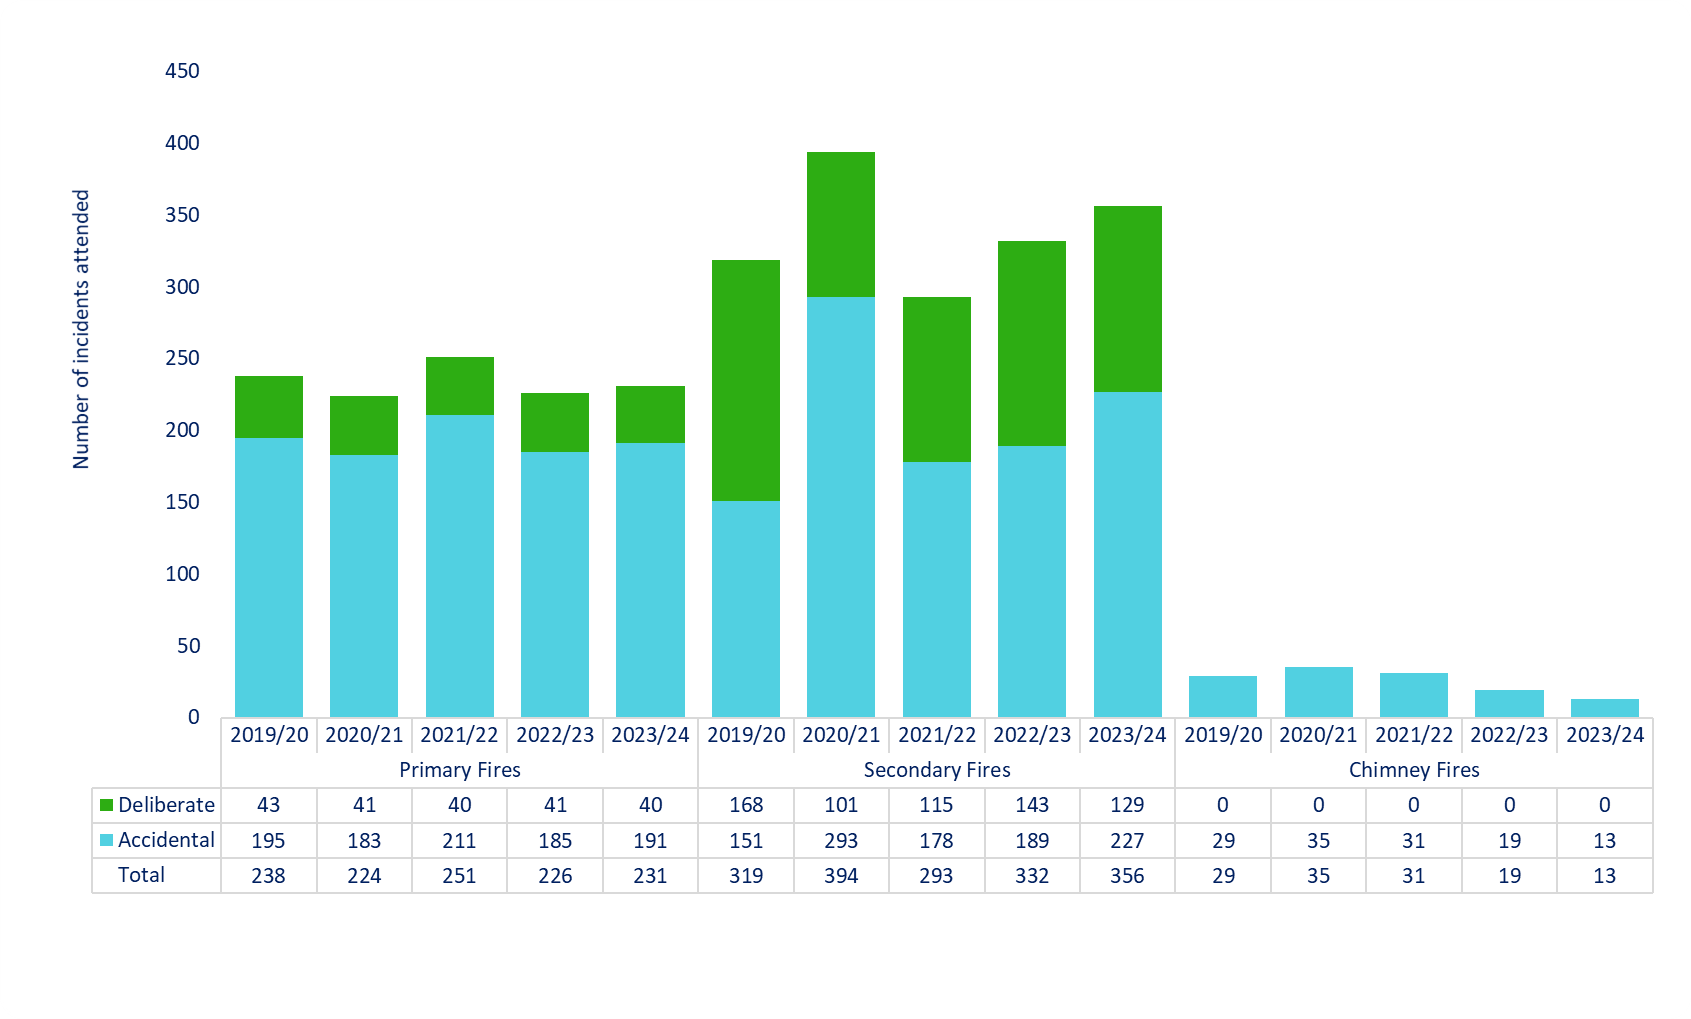 450
400
350
300
250
200
150
100
50
0
Number of incidents attended
2019/20 2020/21 2021/22 2022/23 2023/24 2019/20 2020/21 2021/22 2022/23 2023/24 2019/20 2020/21 2021/22 2022/23 2023/24
Primary Fires Secondary Fires Chimney Fires
Deliberate 43 41 40 41 40 168 101 115 143 129 0 0 0 0 0
Accidental 195 183 211 185 191 151 293 178 189 227 29 35 31 19 13
Total 238 224 251 226 231 319 394 293 332 356 29 35 31 19 13